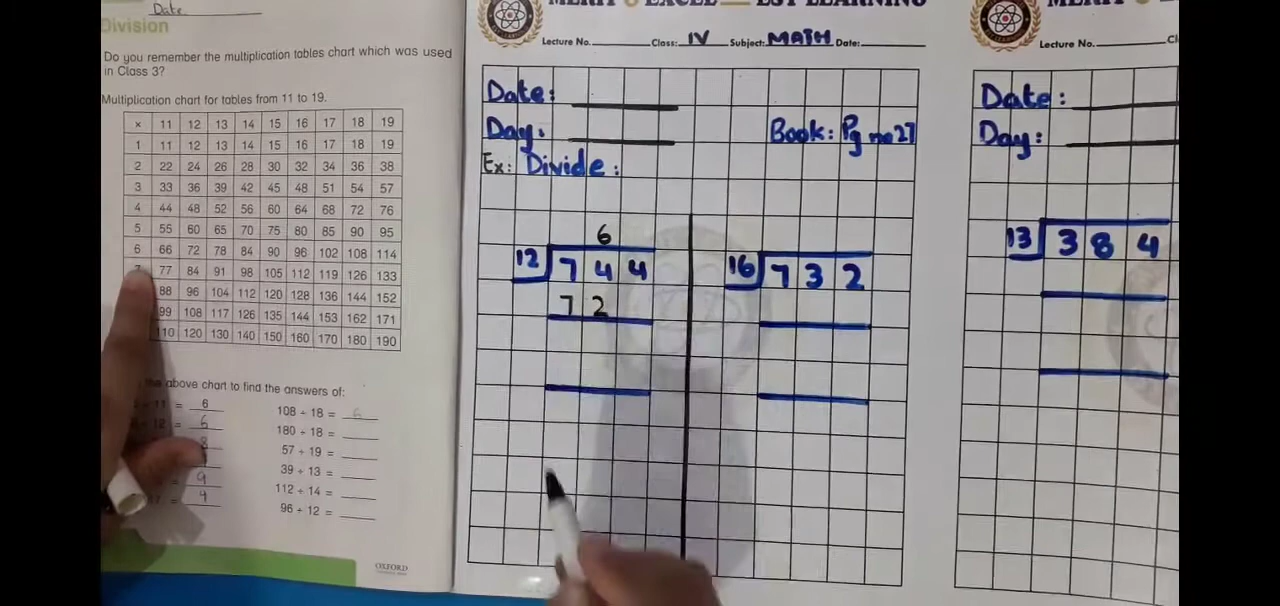 Date
Division
Do you remember the multiplication tables chart which was used
in Class 3?
Multiplication chart for tables from 11 to 19.
× 11 12 13 14 15 16 17 18 19
1 11 12 13 14 15 16 17 18 19
2 22 24 26 28 30 32 34 36 38
3 33 36 39 42 45 48 51 54 57
4 44 48 52 56 60 64 68 72 76
5 55 60 65 70 75 80 85 90 95
6 66 72 78 84 90 96 102 108 114
77 84 91 98 105 112 119 126 133
88 96 104 112 120 128 136 144 152
99 108 117 126 135 144 153 162 171
110 120 130 140 150 160 170 180 190
the above chart to find the answers of:
÷ 11 = 6
÷ 12 = 6
8
= 9
= 4
108 ÷ 18 = 6
180 ÷ 18 =
57 ÷ 19 =
39 ÷ 13 =
112 ÷ 14 =
96 ÷ 12 =
OXFORD
Lecture No. Class: IV Subject: MATH Date:
Date:
Day:
Book: Pg no 27
Ex: Divide:
6
12 7 4 4
7 2
16 7 3 2
Lecture No.
Date:
Day:
13 3 8 4